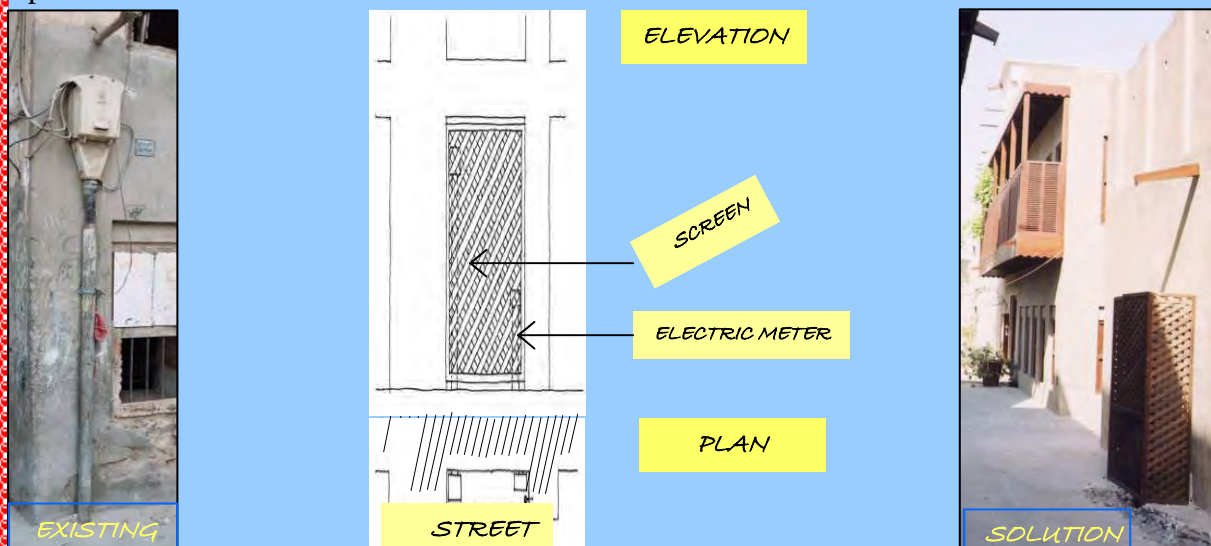 ELEVATION
SCREEN
ELECTRIC METER
PLAN
EXISTING
STREET
SOLUTION